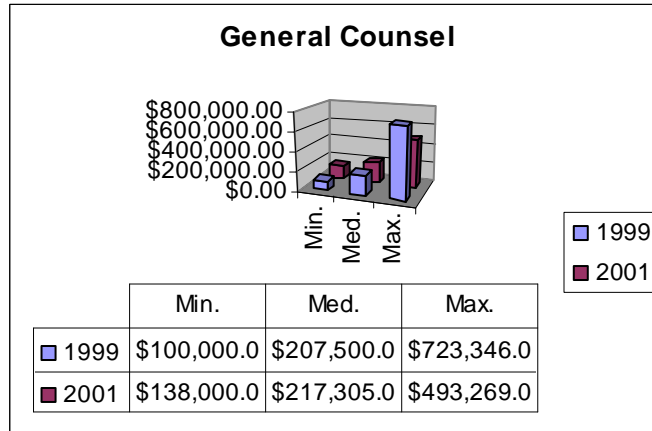 General Counsel
$800,000.00
$600,000.00
$400,000.00
$200,000.00
$0.00
Min.
Med.
Max.
1999
2001
Min. Med. Max.
1999 $100,000.0 $207,500.0 $723,346.0
2001 $138,000.0 $217,305.0 $493,269.0